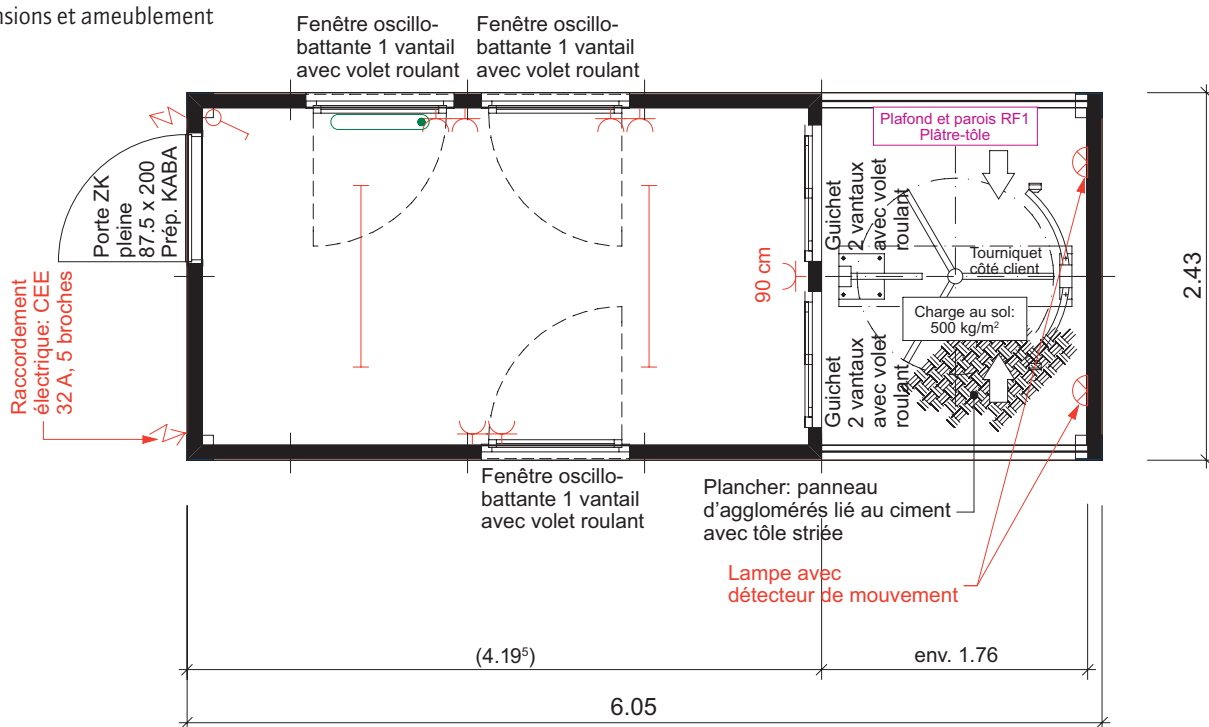 nsions et ameublement
Fenêtre oscillo-
battante 1 vantail
avec volet roulant
Fenêtre oscillo-
battante 1 vantail
avec volet roulant
Plafond et parois RF1
Plâtre-tôle
Porte ZK
pleine
87.5 x 200
Prép. KABA
Guichet
2 vantaux
avec volet
roulant
Tourniquet
côté client
90 cm
2.43
Charge au sol:
500 kg/m²
Raccordement
électrique: CEE
32 A, 5 broches
Guichet
2 vantaux
avec volet
roulant
Fenêtre oscillo-
battante 1 vantail
avec volet roulant
Plancher: panneau
d'agglomérés lié au ciment
avec tôle striée
Lampe avec
détecteur de mouvement
(4.19⁵)
env. 1.76
6.05